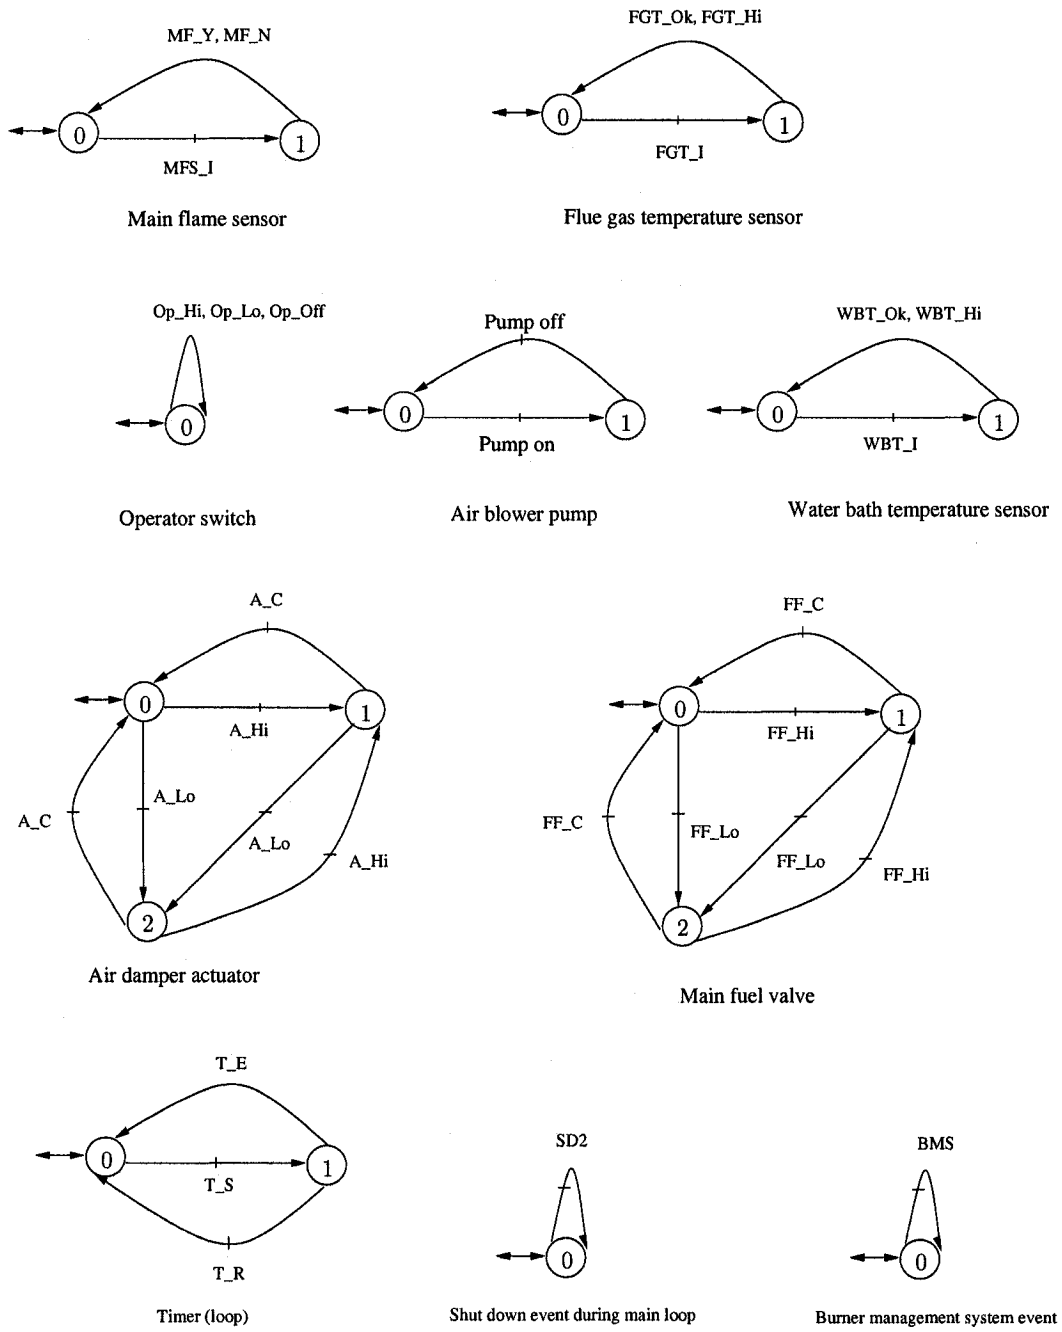 MF_Y, MF_N
0
1
MFS_I
Main flame sensor
FGT_Ok, FGT_Hi
0
1
FGT_I
Flue gas temperature sensor
Op_Hi, Op_Lo, Op_Off
0
Operator switch
Pump off
0
1
Pump on
Air blower pump
WBT_Ok, WBT_Hi
0
1
WBT_I
Water bath temperature sensor
A_C
0
1
A_Hi
A_Lo
A_C
A_Lo
A_Hi
2
Air damper actuator
FF_C
0
1
FF_Hi
FF_C
FF_Lo
FF_Lo
FF_Hi
2
Main fuel valve
T_E
0
1
T_S
T_R
Timer (loop)
SD2
0
Shut down event during main loop
BMS
0
Burner management system event